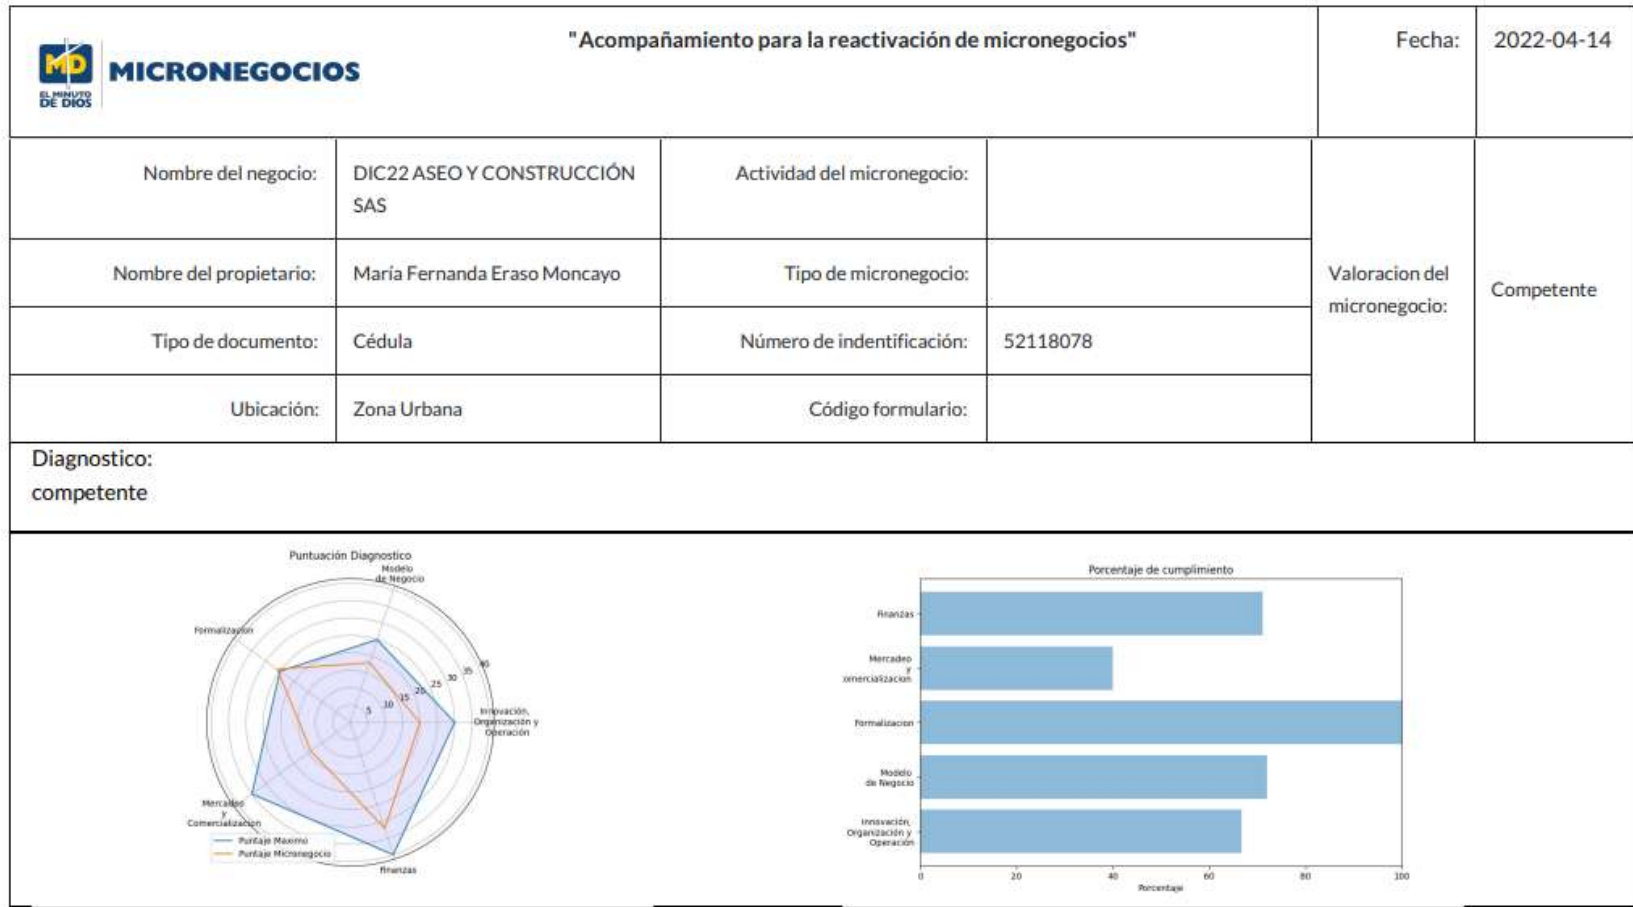 "Acompañamiento para la reactivación de micronegocios"
Fecha:
2022-04-14
MD
EL MINUTO
DE DIOS
MICRONEGOCIOS
Nombre del negocio:
DIC22 ASEO Y CONSTRUCCIÓN
SAS
Actividad del micronegocio:
Nombre del propietario:
María Fernanda Eraso Moncayo
Tipo de micronegocio:
Valoracion del
micronegocio:
Competente
Tipo de documento:
Cédula
Número de indentificación:
52118078
Ubicación:
Zona Urbana
Código formulario:
Diagnostico:
competente
Puntuación Diagnostico
Modelo
de Negocio
Formalizacion
5 10 15 20 25 30 35 40
Innovación,
Organización y
Operación
Mercadeo
y
Comercializacion
Puntaje Maximo
Puntaje Micronegocio
Finanzas
Porcentaje de cumplimiento
Finanzas
Mercadeo
y
omercializacion
Formalizacion
Modelo
de Negocio
Innovación,
Organización y
Operación
0 20 40 60 80 100
Porcentaje